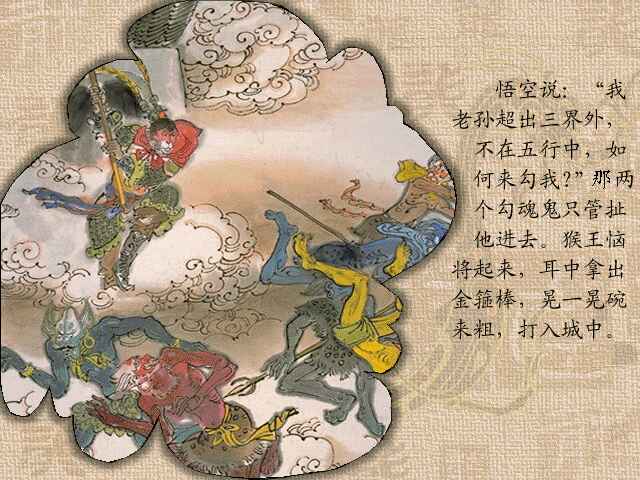 悟空说：“我
老孙超出三界外，
不在五行中，如
何来勾我？”那两
个勾魂鬼只管扯
他进去。猴王恼
将起来，耳中拿出
金箍棒，晃一晃碗
来粗，打入城中。